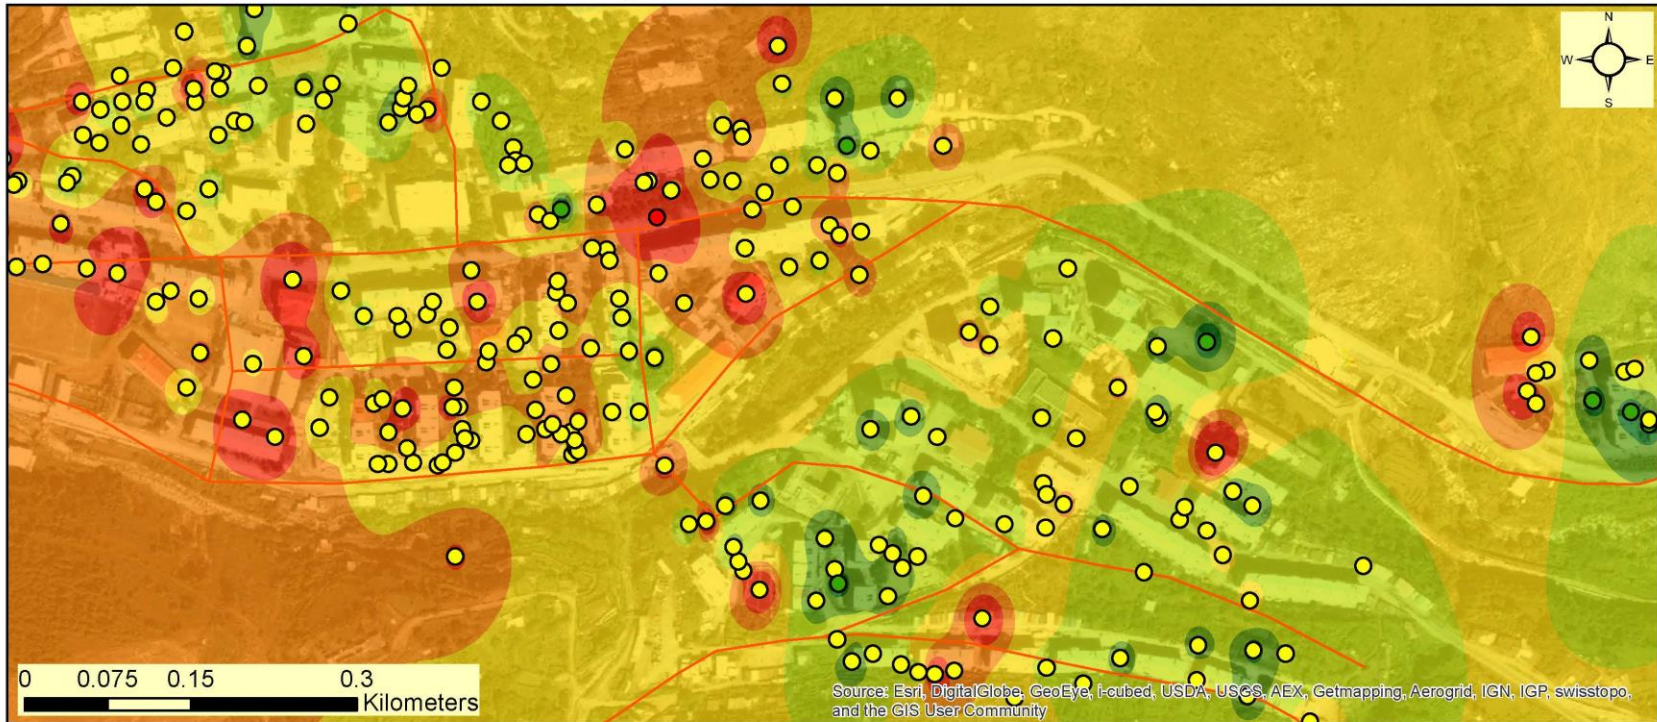 N
W E
S
0 0.075 0.15 0.3
Kilometers
Source: Esri, DigitalGlobe, GeoEye, i-cubed, USDA, USGS, AEX, Getmapping, Aerogrid, IGN, IGP, swisstopo,
and the GIS User Community